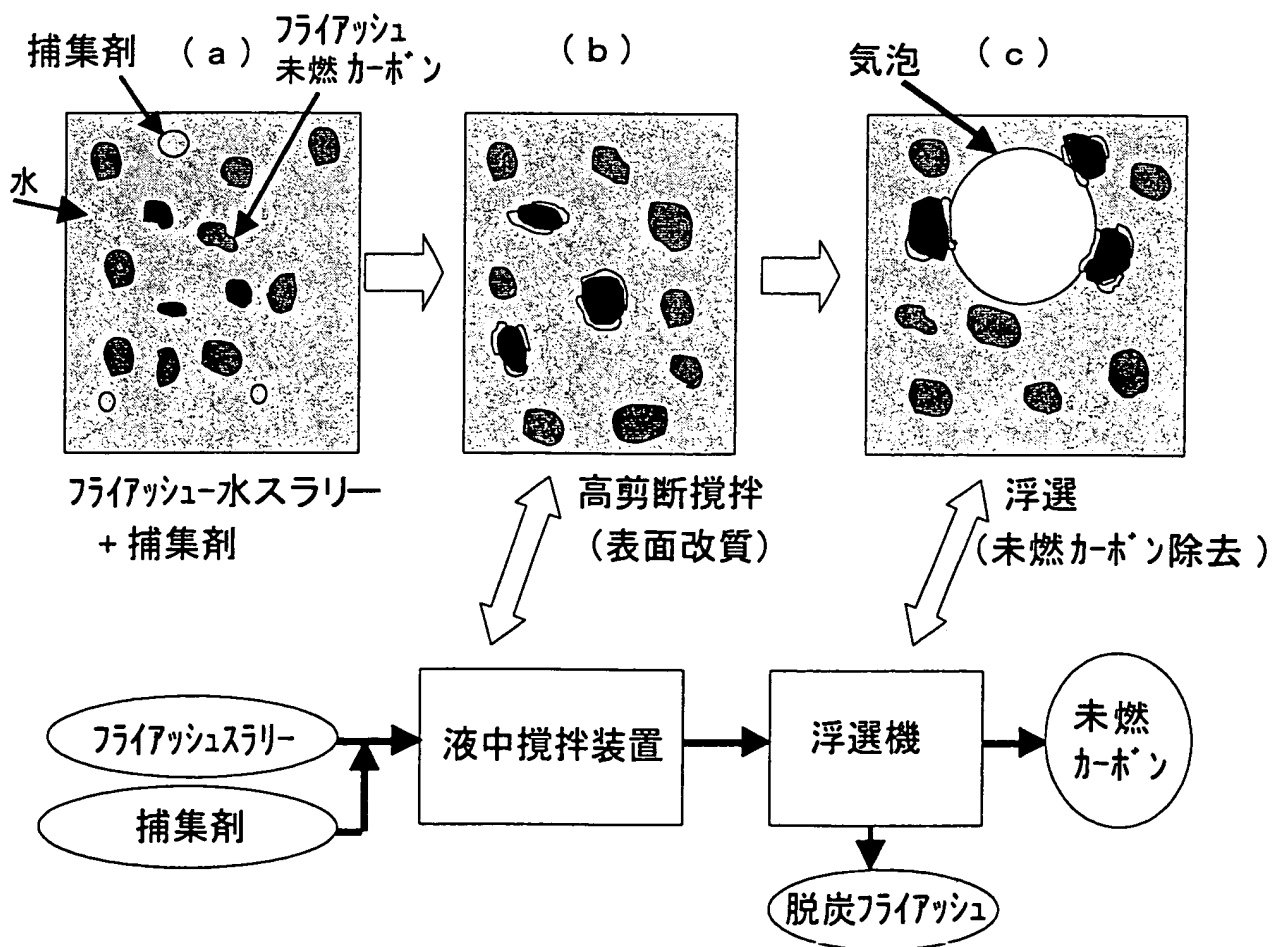 捕集剤
(a)
フライアッシュ
未燃カーボン
(b)
気泡
(c)
水
フライアッシュー水スラリー
+捕集剤
高剪断撹拌
(表面改質)
浮選
(未燃カーボン除去)
フライアッシュスラリー
捕集剤
液中撹拌装置
浮選機
未燃
カーボン
脱炭フライアッシュ